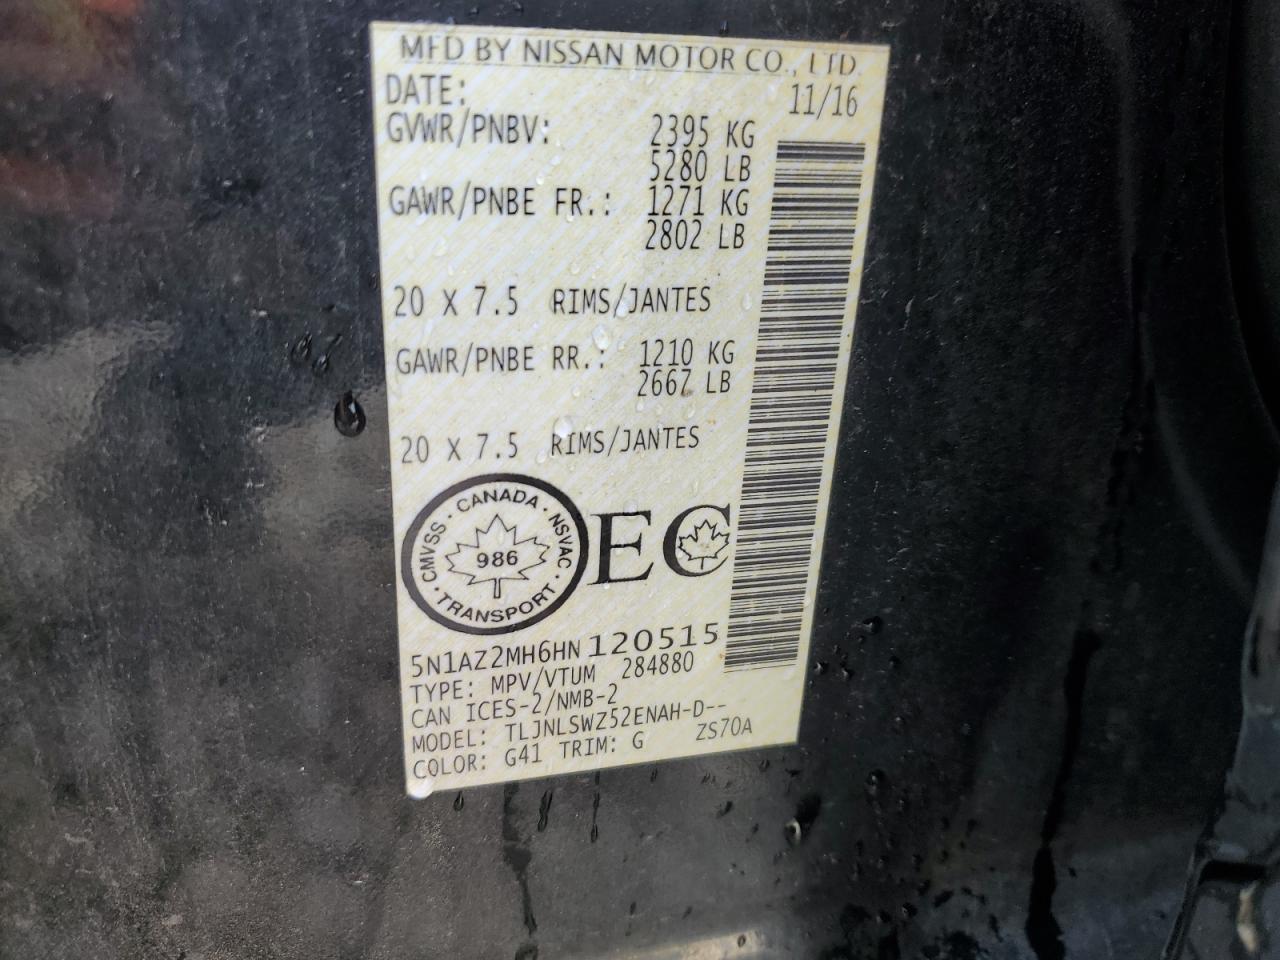 MFD BY NISSAN MOTOR CO., LTD.
DATE: 11/16
GVWR/PNBV: 2395 KG
5280 LB
GAWR/PNBE FR.: 1271 KG
2802 LB
20 X 7.5 RIMS/JANTES
GAWR/PNBE RR.: 1210 KG
2667 LB
20 X 7.5 RIMS/JANTES
CMVSS · CANADA · NSVAC · TRANSPORT ·
986
EC
5N1AZ2MH6HN120515
TYPE: MPV/VTUM 284880
CAN ICES-2/NMB-2
MODEL: TLJNLSWZ52ENAH-D--
COLOR: G41 TRIM: G ZS70A